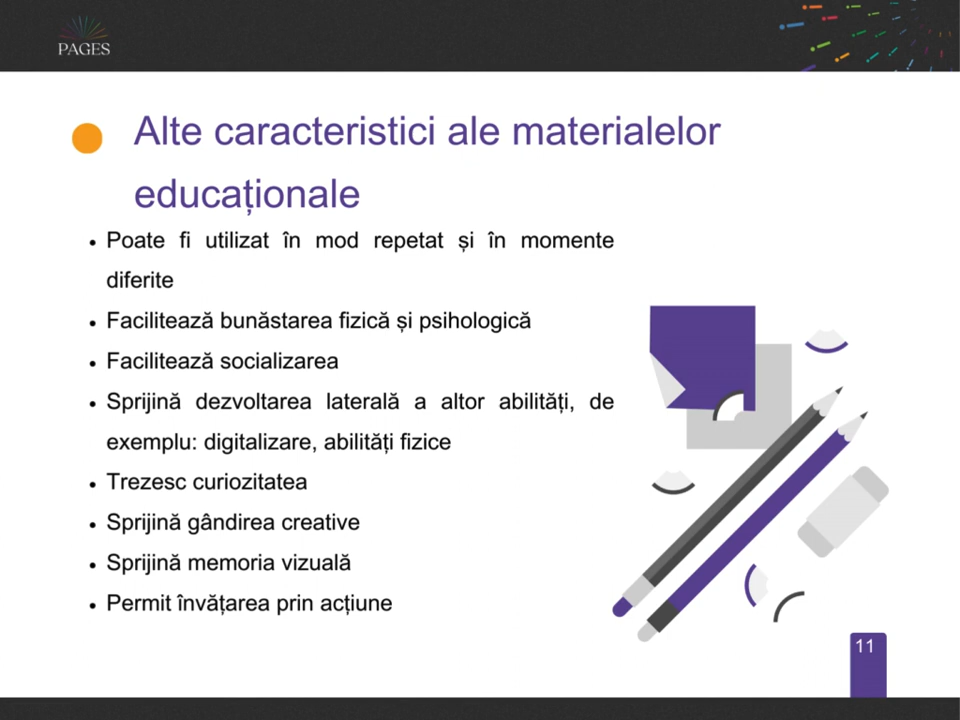 PAGES
Alte caracteristici ale materialelor
educaționale
• Poate fi utilizat în mod repetat și în momente
diferite
• Facilitează bunăstarea fizică și psihologică
• Facilitează socializarea
• Sprijină dezvoltarea laterală a altor abilități, de
exemplu: digitalizare, abilități fizice
• Trezesc curiozitatea
• Sprijină gândirea creative
• Sprijină memoria vizuală
• Permit învățarea prin acțiune
11